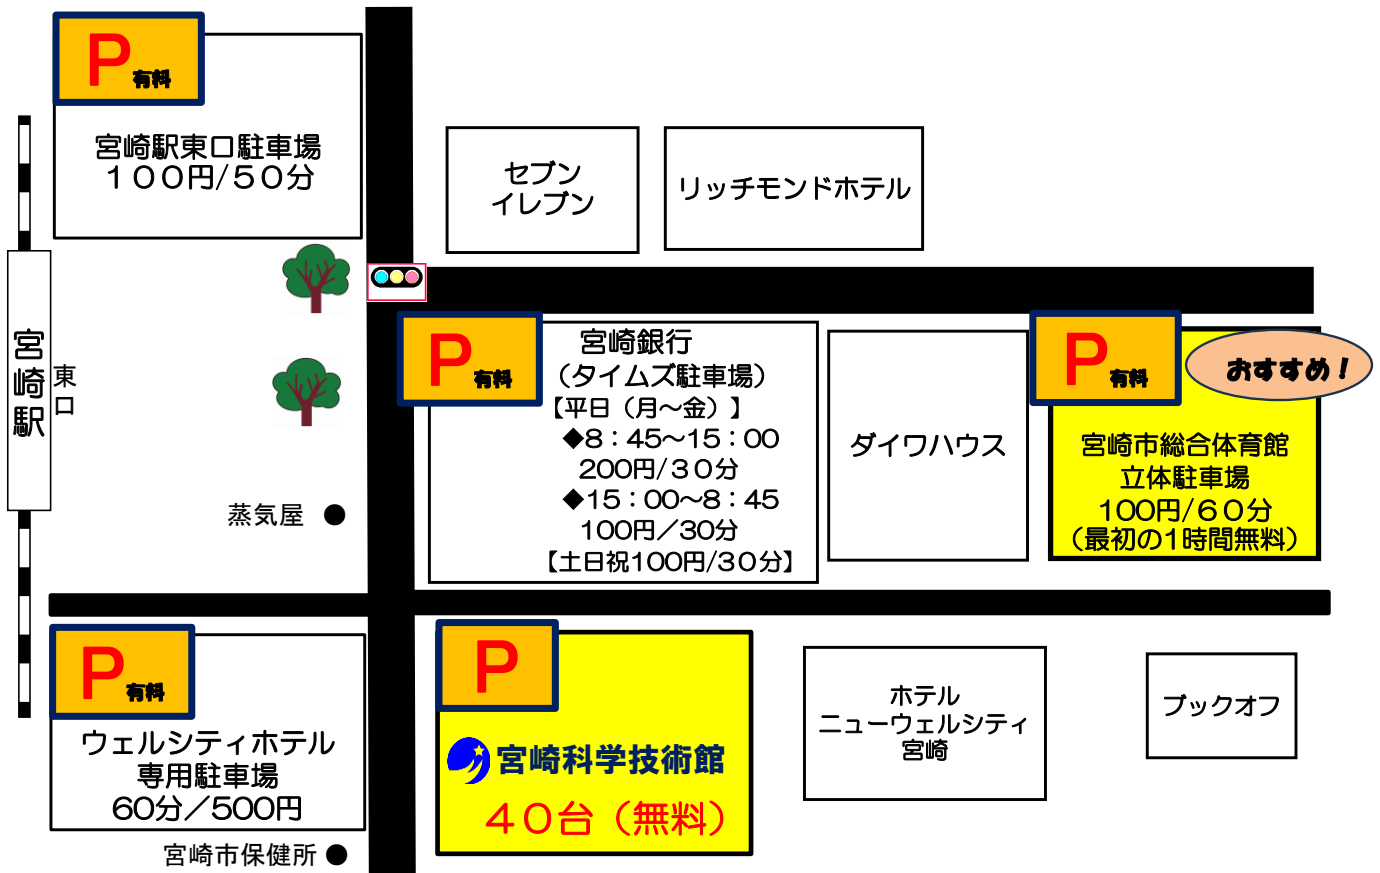 P 有料
宮崎駅東口駐車場
１００円/５０分
セブン
イレブン
リッチモンドホテル
宮崎駅
東口
P 有料
宮崎銀行
（タイムズ駐車場）
【平日（月～金）】
◆8：45～15：00
200円/３０分
◆15：00～8：45
100円／30分
【土日祝100円/３０分】
ダイワハウス
P 有料
おすすめ！
宮崎市総合体育館
立体駐車場
100円/６０分
（最初の１時間無料）
蒸気屋 ●
P 有料
ウェルシティホテル
専用駐車場
60分／500円
宮崎市保健所 ●
P
宮崎科学技術館
４０台（無料）
ホテル
ニューウェルシティ
宮崎
ブックオフ